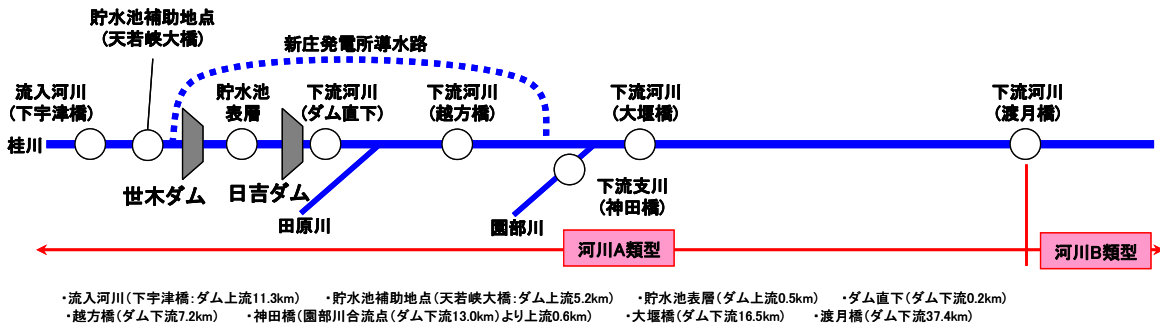 貯水池補助地点
(天若峡大橋)
新庄発電所導水路
流入河川
(下宇津橋)
貯水池
表層
下流河川
(ダム直下)
下流河川
(越方橋)
下流河川
(大堰橋)
下流河川
(渡月橋)
桂川
世木ダム
日吉ダム
田原川
園部川
下流支川
(神田橋)
河川A類型
河川B類型
・流入河川(下宇津橋:ダム上流11.3km) ・貯水池補助地点(天若峡大橋:ダム上流5.2km) ・貯水池表層(ダム上流0.5km) ・ダム直下(ダム下流0.2km)
・越方橋(ダム下流7.2km) ・神田橋(園部川合流点(ダム下流13.0km)より上流0.6km) ・大堰橋(ダム下流16.5km) ・渡月橋(ダム下流37.4km)